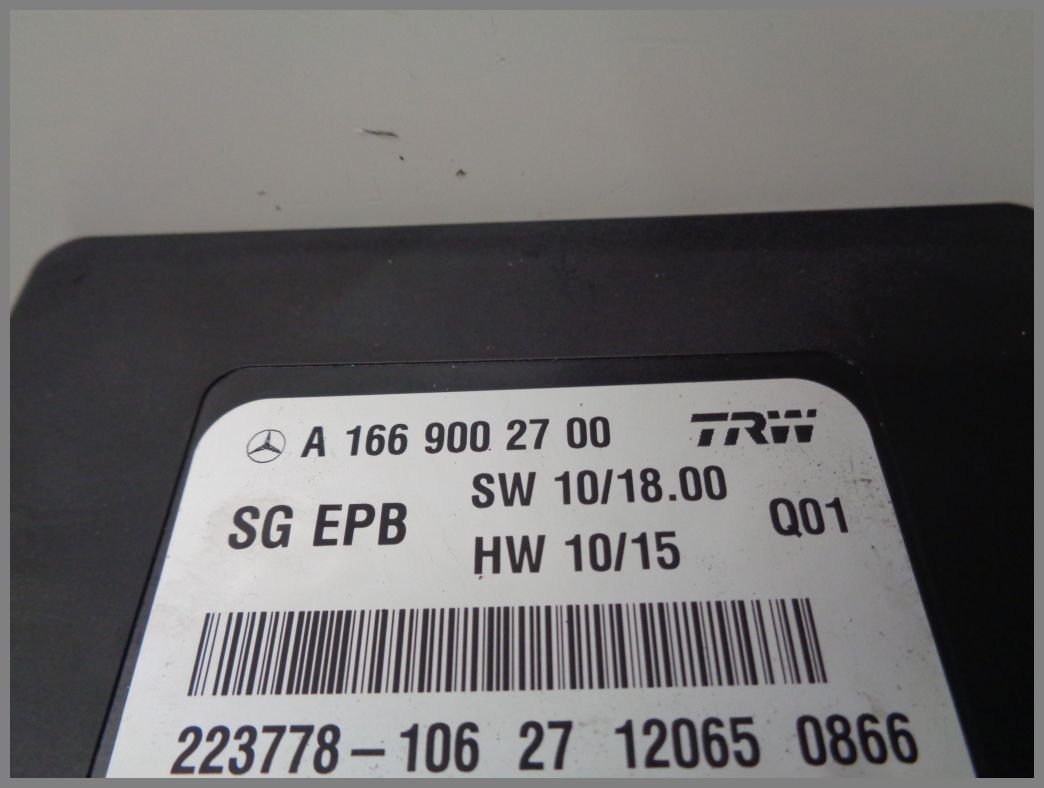 A 166 900 27 00 TRW
SG EPB SW 10/18.00 Q01
HW 10/15
223778-106 27 12065 0866